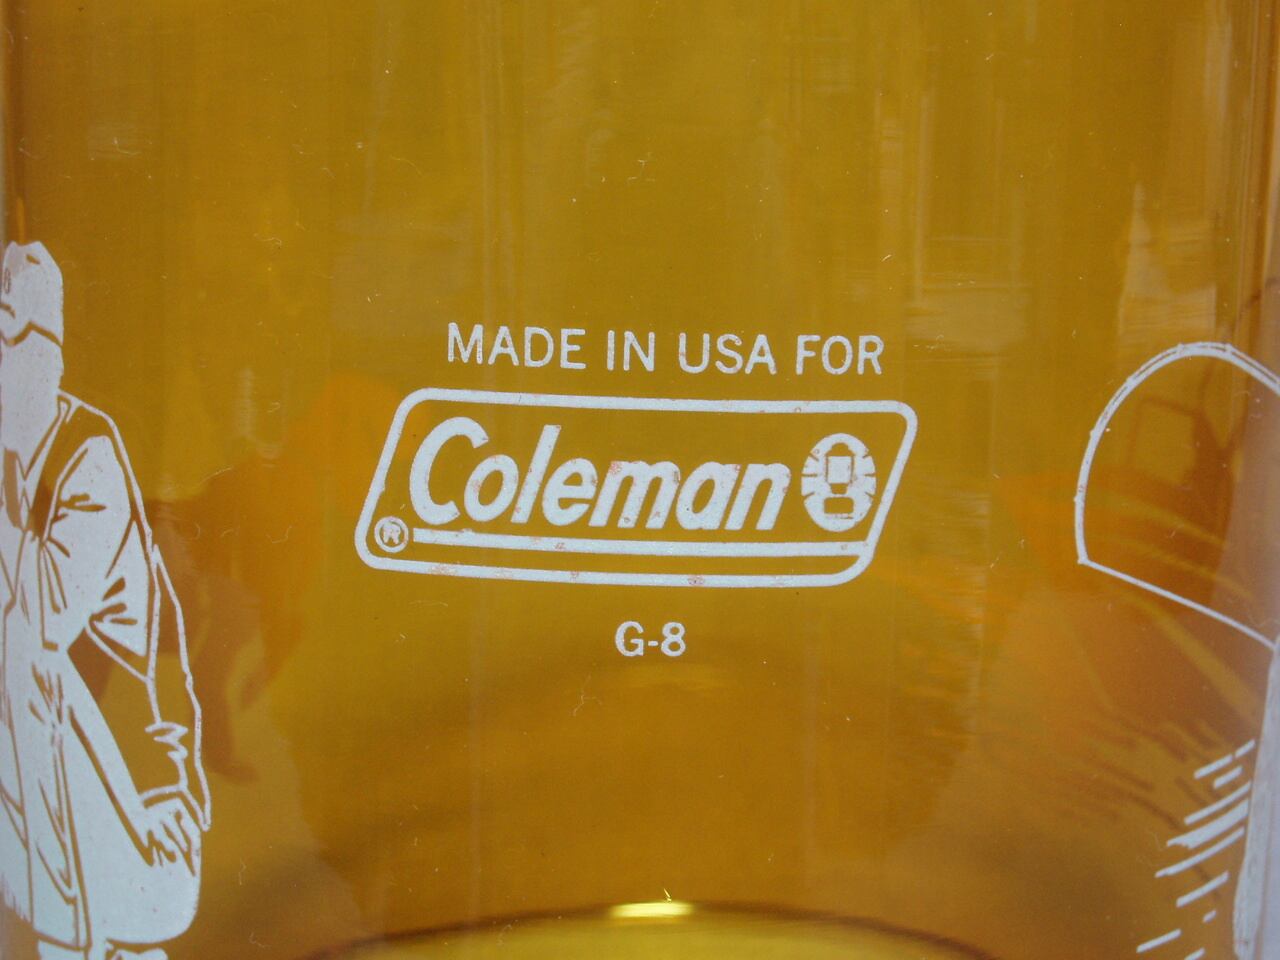 MADE IN USA FOR
Coleman
®
G-8